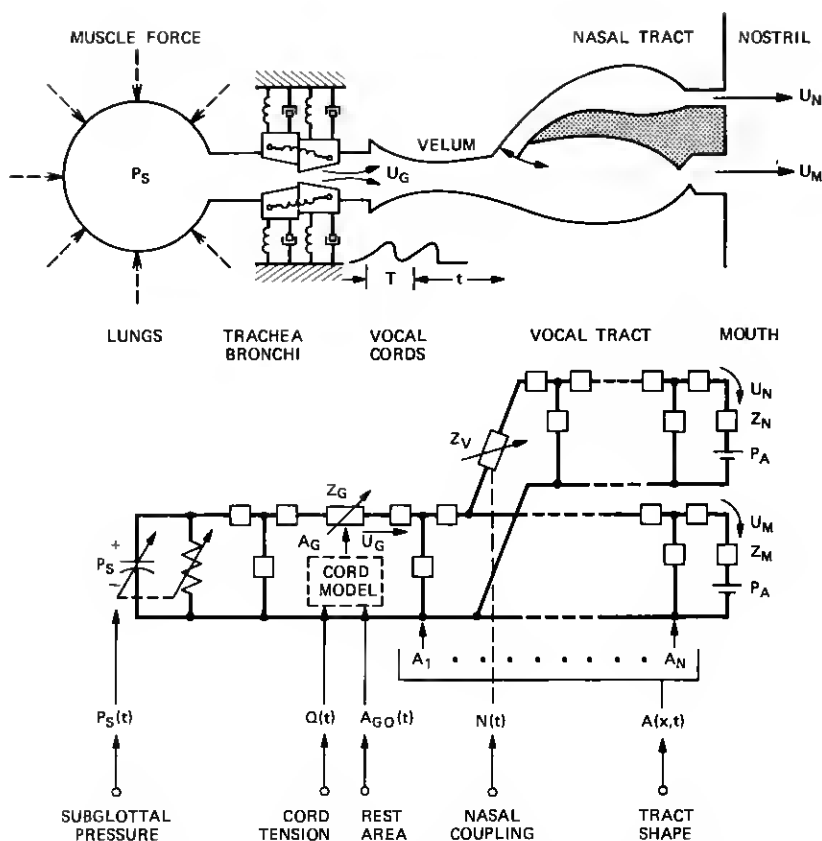 MUSCLE FORCE
NASAL TRACT
NOSTRIL
U_N
VELUM
P_S
U_G
U_M
T
t
LUNGS
TRACHEA
BRONCHI
VOCAL
CORDS
VOCAL TRACT
MOUTH
U_N
Z_N
P_A
Z_V
Z_G
A_G
U_G
U_M
Z_M
P_A
+
P_S
−
CORD
MODEL
A_1 . . . . . . . . . A_N
P_S(t)
Q(t)
A_GO(t)
N(t)
A(x,t)
SUBGLOTTAL
PRESSURE
CORD
TENSION
REST
AREA
NASAL
COUPLING
TRACT
SHAPE